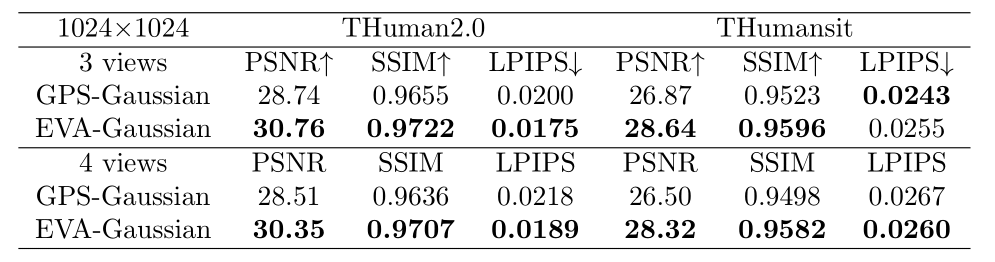 1024×1024 THuman2.0 THumansit
3 views PSNR↑ SSIM↑ LPIPS↓ PSNR↑ SSIM↑ LPIPS↓
GPS-Gaussian 28.74 0.9655 0.0200 26.87 0.9523 0.0243
EVA-Gaussian 30.76 0.9722 0.0175 28.64 0.9596 0.0255
4 views PSNR SSIM LPIPS PSNR SSIM LPIPS
GPS-Gaussian 28.51 0.9636 0.0218 26.50 0.9498 0.0267
EVA-Gaussian 30.35 0.9707 0.0189 28.32 0.9582 0.0260